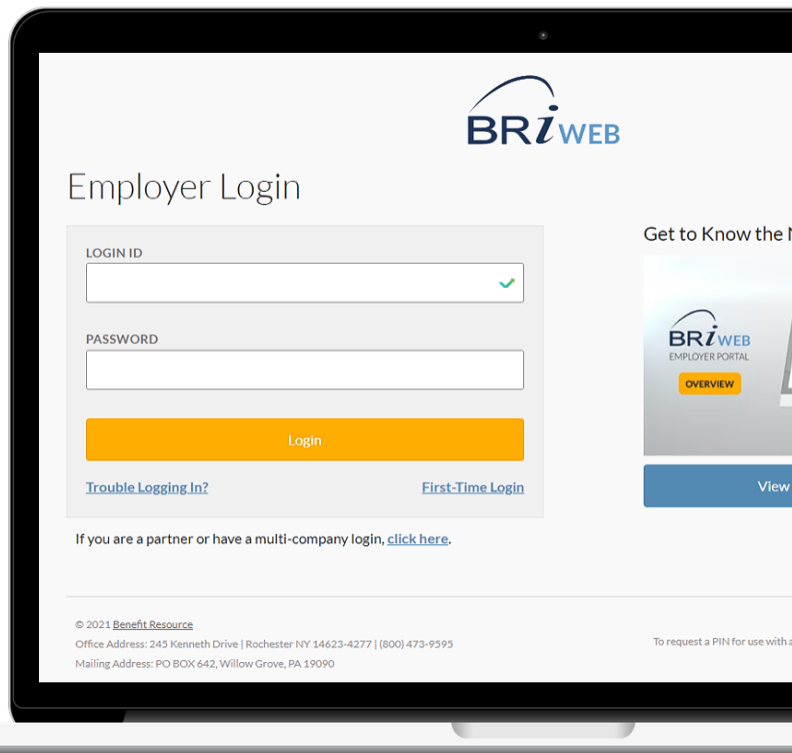 BRiWEB
Employer Login
LOGIN ID
PASSWORD
Login
Trouble Logging In?
First-Time Login
If you are a partner or have a multi-company login, click here.
Get to Know the
BRiWEB
EMPLOYER PORTAL
OVERVIEW
View
© 2021 Benefit Resource
Office Address: 245 Kenneth Drive | Rochester NY 14623-4277 | (800) 473-9595
Mailing Address: PO BOX 642, Willow Grove, PA 19090
To request a PIN for use with